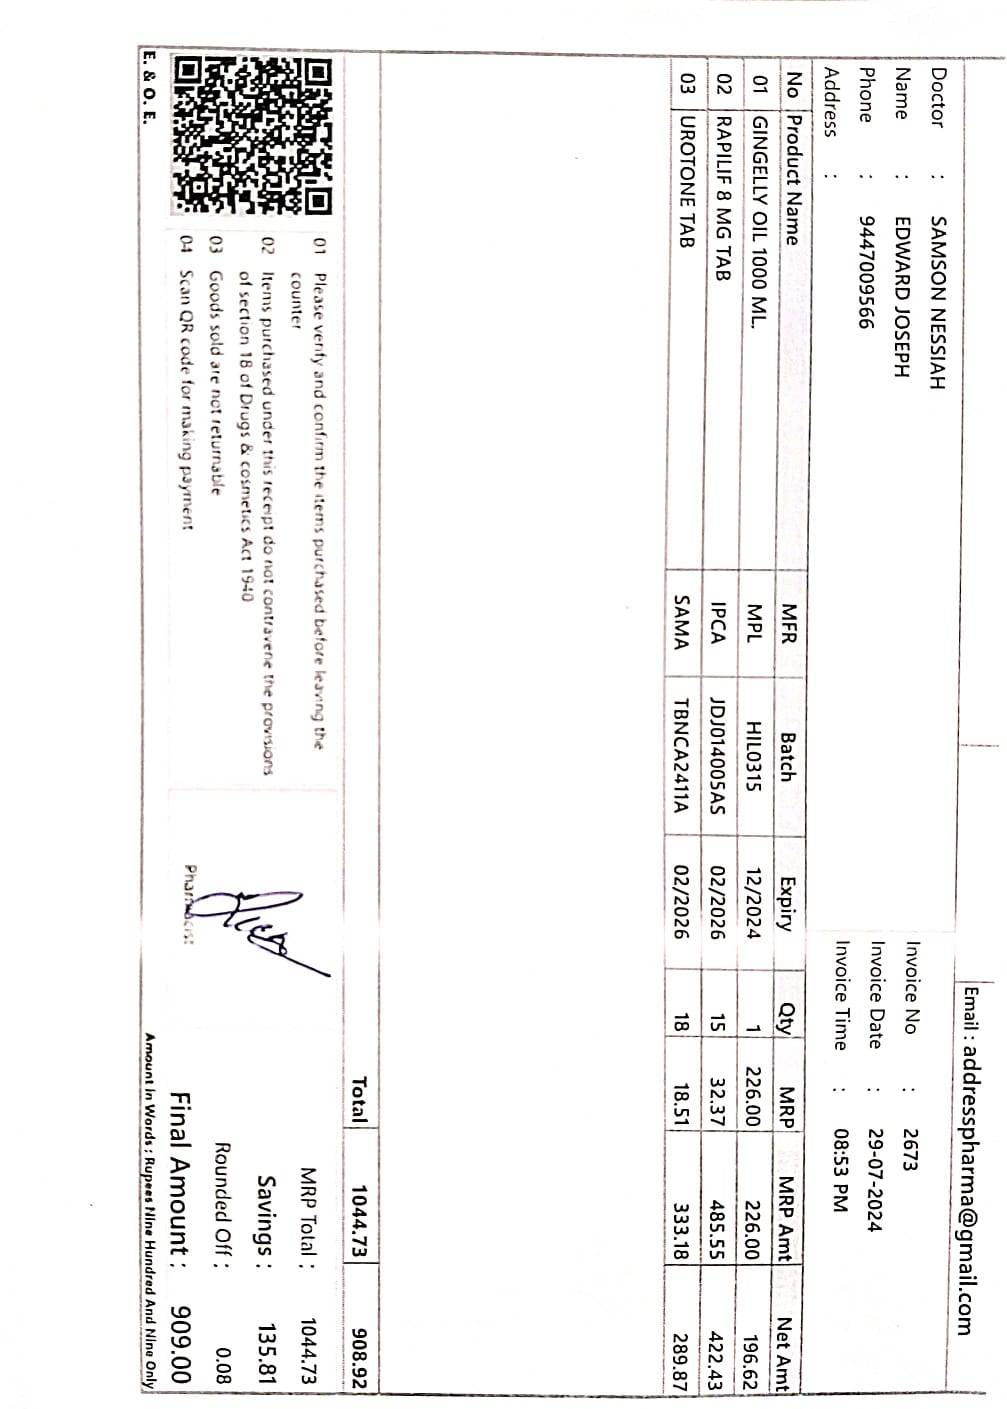 Email : addresspharma@gmail.com
Doctor : SAMSON NESSIAH
Name : EDWARD JOSEPH
Phone : 9447009566
Address :
Invoice No : 2673
Invoice Date : 29-07-2024
Invoice Time : 08:53 PM
No Product Name MFR Batch Expiry Qty MRP MRP Amt Net Amt
01 GINGELLY OIL 1000 ML. MPL HIL0315 12/2024 1 226.00 226.00 196.62
02 RAPILIF 8 MG TAB IPCA JDJ014005AS 02/2026 15 32.37 485.55 422.43
03 UROTONE TAB SAMA TBNCA2411A 02/2026 18 18.51 333.18 289.87
Total 1044.73 908.92
01 Please verify and confirm the items purchased before leaving the
counter
02 Items purchased under this receipt do not contravene the provisions
of section 18 of Drugs & cosmetics Act 1940
03 Goods sold are not returnable
04 Scan QR code for making payment
Pharmacist
MRP Total : 1044.73
Savings : 135.81
Rounded Off : 0.08
Final Amount : 909.00
E. & O. E.
Amount in Words : Rupees Nine Hundred And Nine Only